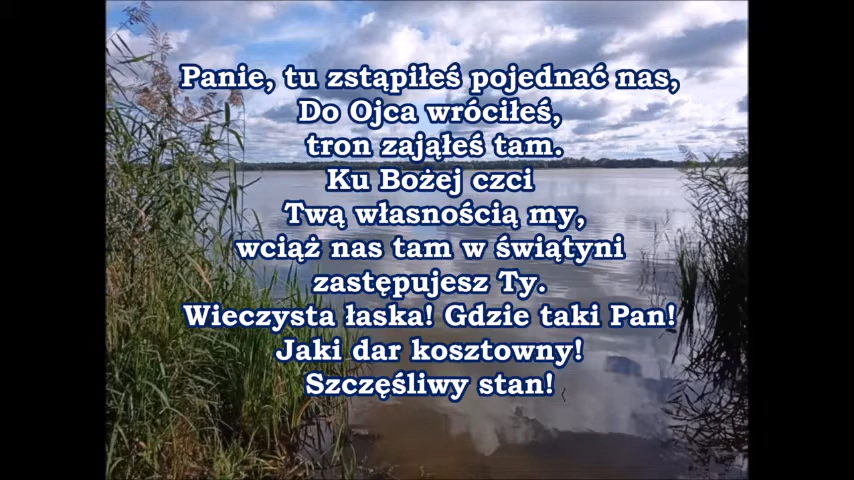 Panie, tu zstąpiłeś pojednać nas,
Do Ojca wróciłeś,
tron zająłeś tam.
Ku Bożej czci
Twą własnością my,
wciąż nas tam w świątyni
zastępujesz Ty.
Wieczysta łaska! Gdzie taki Pan!
Jaki dar kosztowny!
Szczęśliwy stan!